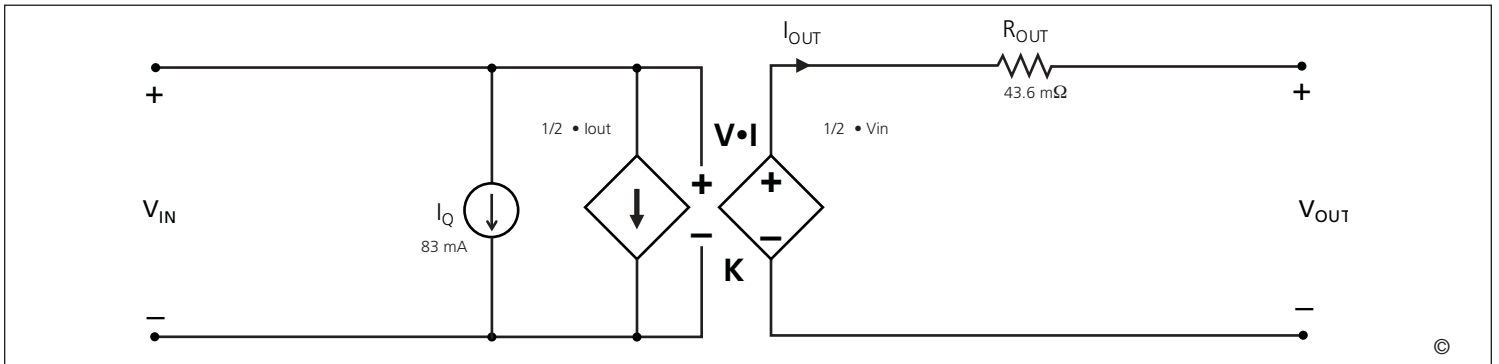 I_OUT
R_OUT
43.6 mΩ
+
+
1/2 • Iout
V•I
1/2 • Vin
+
+
V_IN
I_Q
83 mA
V_OUT
–
–
K
–
–
©